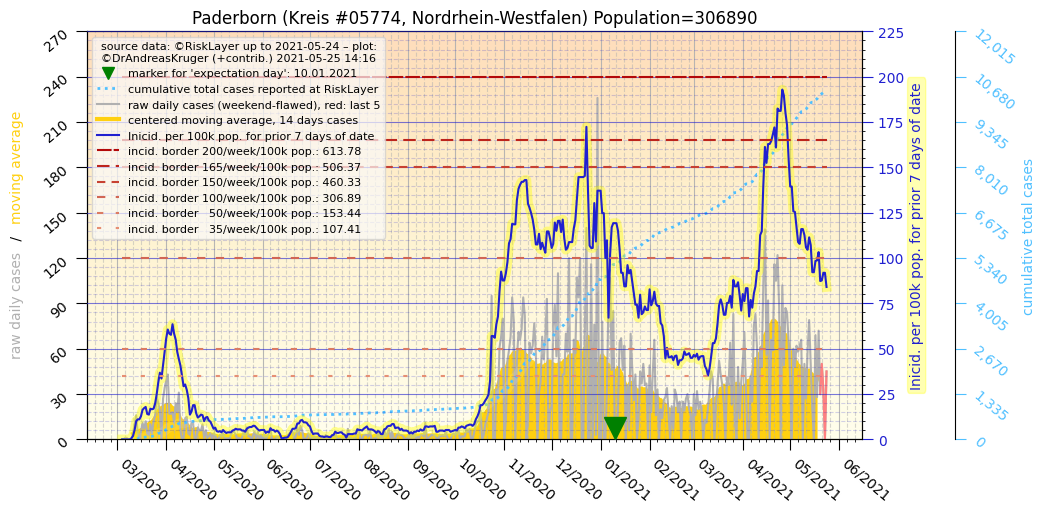 Paderborn (Kreis #05774, Nordrhein-Westfalen) Population=306890
source data: ©RiskLayer up to 2021-05-24 – plot:
©DrAndreasKruger (+contrib.) 2021-05-25 14:16
marker for 'expectation day': 10.01.2021
cumulative total cases reported at RiskLayer
raw daily cases (weekend-flawed), red: last 5
centered moving average, 14 days cases
Inicid. per 100k pop. for prior 7 days of date
incid. border 200/week/100k pop.: 613.78
incid. border 165/week/100k pop.: 506.37
incid. border 150/week/100k pop.: 460.33
incid. border 100/week/100k pop.: 306.89
incid. border   50/week/100k pop.: 153.44
incid. border   35/week/100k pop.: 107.41
raw daily cases / moving average
270
240
210
180
150
120
90
60
30
0
03/2020
04/2020
05/2020
06/2020
07/2020
08/2020
09/2020
10/2020
11/2020
12/2020
01/2021
02/2021
03/2021
04/2021
05/2021
06/2021
225
200
175
150
125
100
75
50
25
0
Inicid. per 100k pop. for prior 7 days of date
12,015
10,680
9,345
8,010
6,675
5,340
4,005
2,670
1,335
0
cumulative total cases